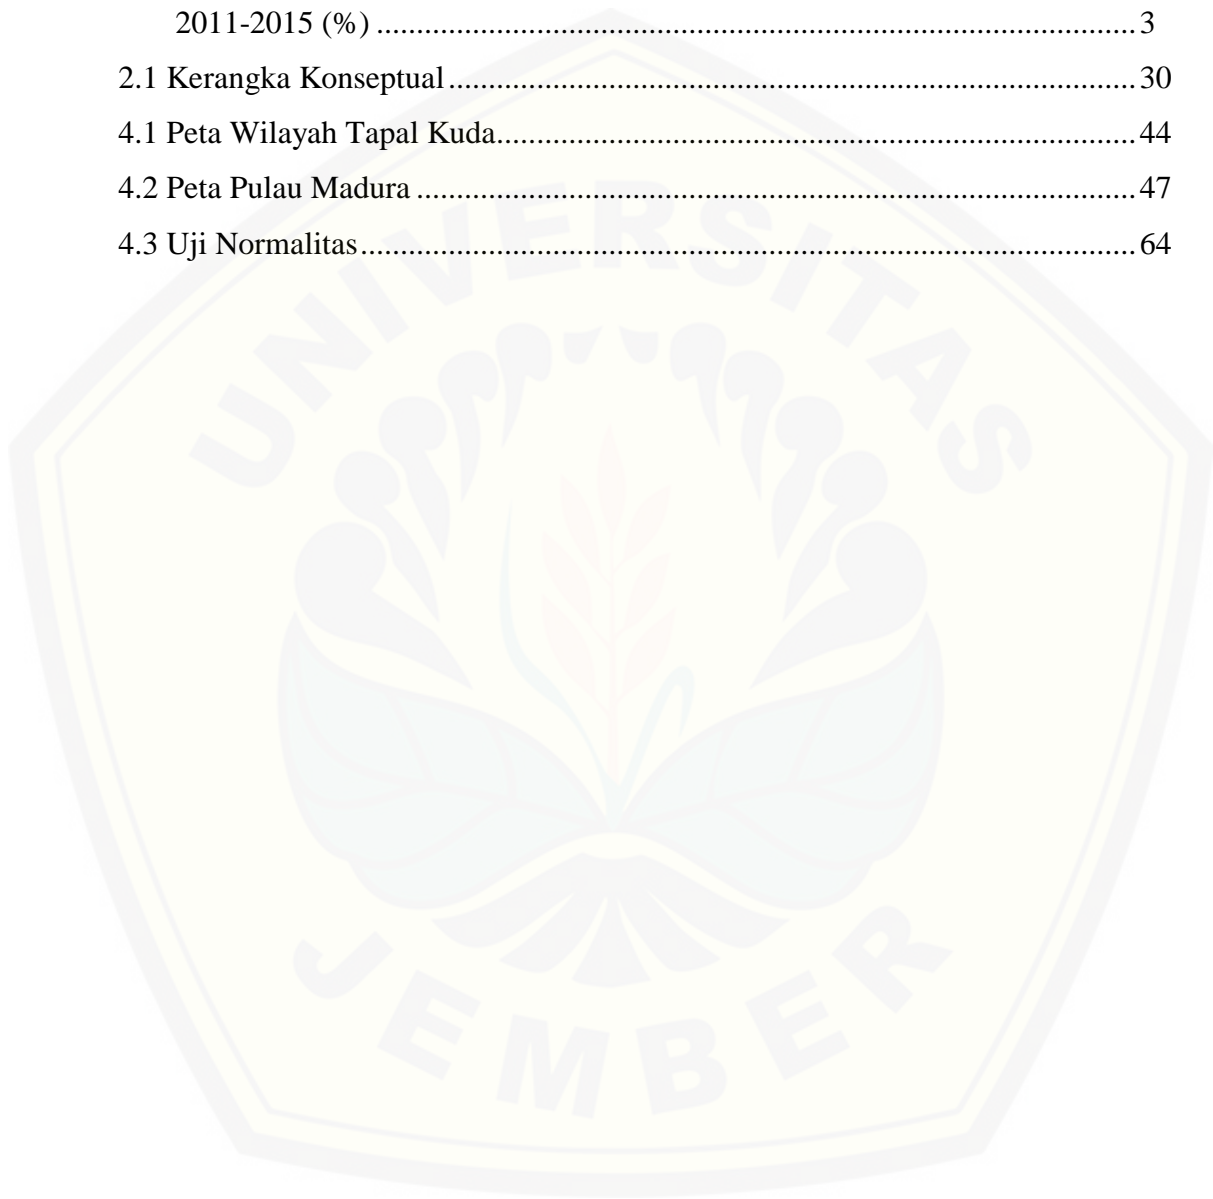 2011-2015 (%) .......................................................................................... 3
2.1 Kerangka Konseptual .................................................................................. 30
4.1 Peta Wilayah Tapal Kuda............................................................................ 44
4.2 Peta Pulau Madura ...................................................................................... 47
4.3 Uji Normalitas............................................................................................. 64
UNIVERSITAS
JEMBER